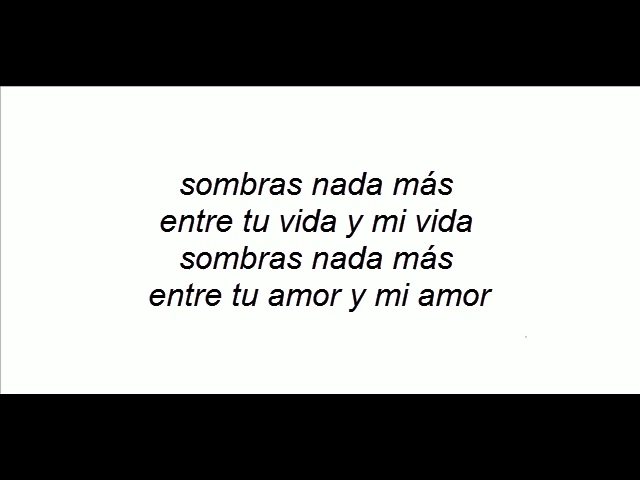 sombras nada más
entre tu vida y mi vida
sombras nada más
entre tu amor y mi amor